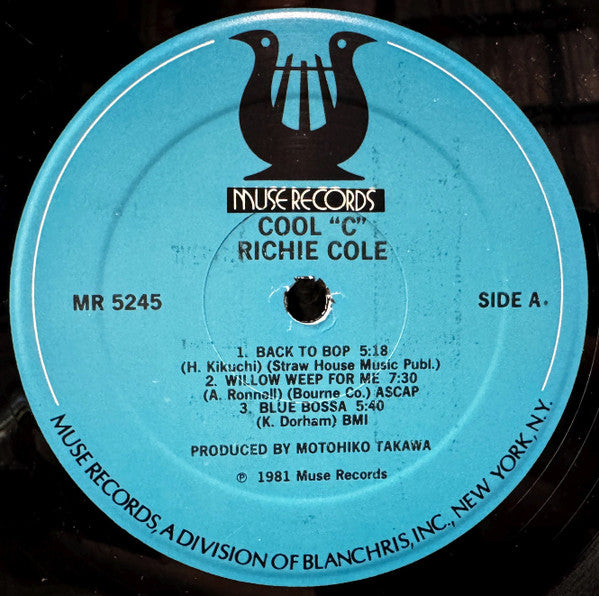 MUSE RECORDS
COOL "C"
RICHIE COLE
MR 5245
SIDE A.
1. BACK TO BOP 5:18
(H. Kikuchi) (Straw House Music Publ.)
2. WILLOW WEEP FOR ME 7:30
(A. Ronnell) (Bourne Co.) ASCAP
3. BLUE BOSSA 5:40
(K. Dorham) BMI
PRODUCED BY MOTOHIKO TAKAWA
℗ 1981 Muse Records
MUSE RECORDS, A DIVISION OF BLANCHRIS, INC., NEW YORK, N.Y.